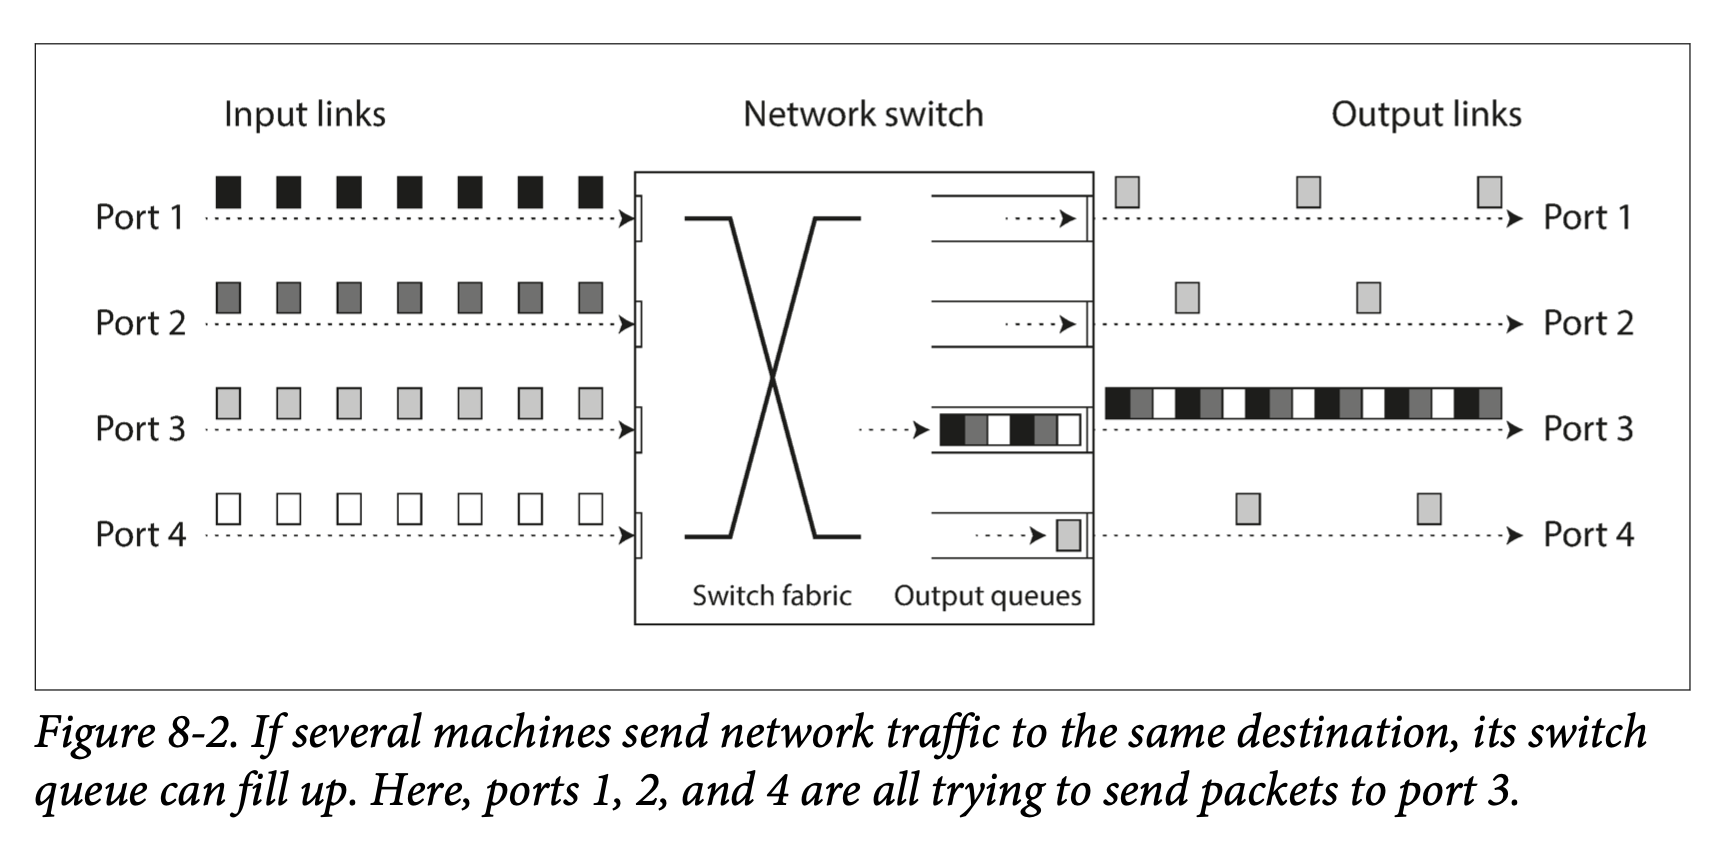 Input links
Network switch
Output links
Port 1
Port 1
Port 2
Port 2
Port 3
Port 3
Port 4
Port 4
Switch fabric
Output queues
Figure 8-2. If several machines send network traffic to the same destination, its switch
queue can fill up. Here, ports 1, 2, and 4 are all trying to send packets to port 3.